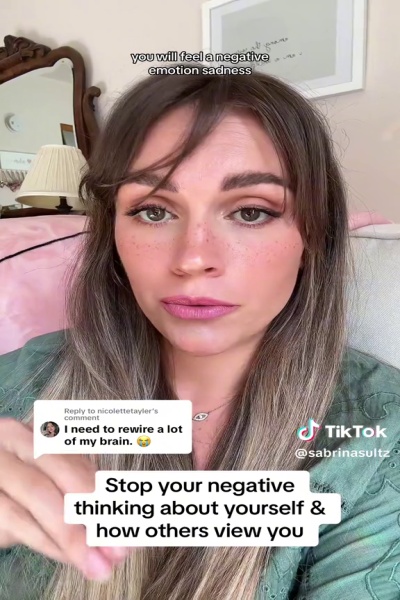 you will feel a negative
emotion sadness
Reply to nicolettetayler's
comment
I need to rewire a lot
of my brain. 😭
TikTok
@sabrinasultz
Stop your negative
thinking about yourself &
how others view you